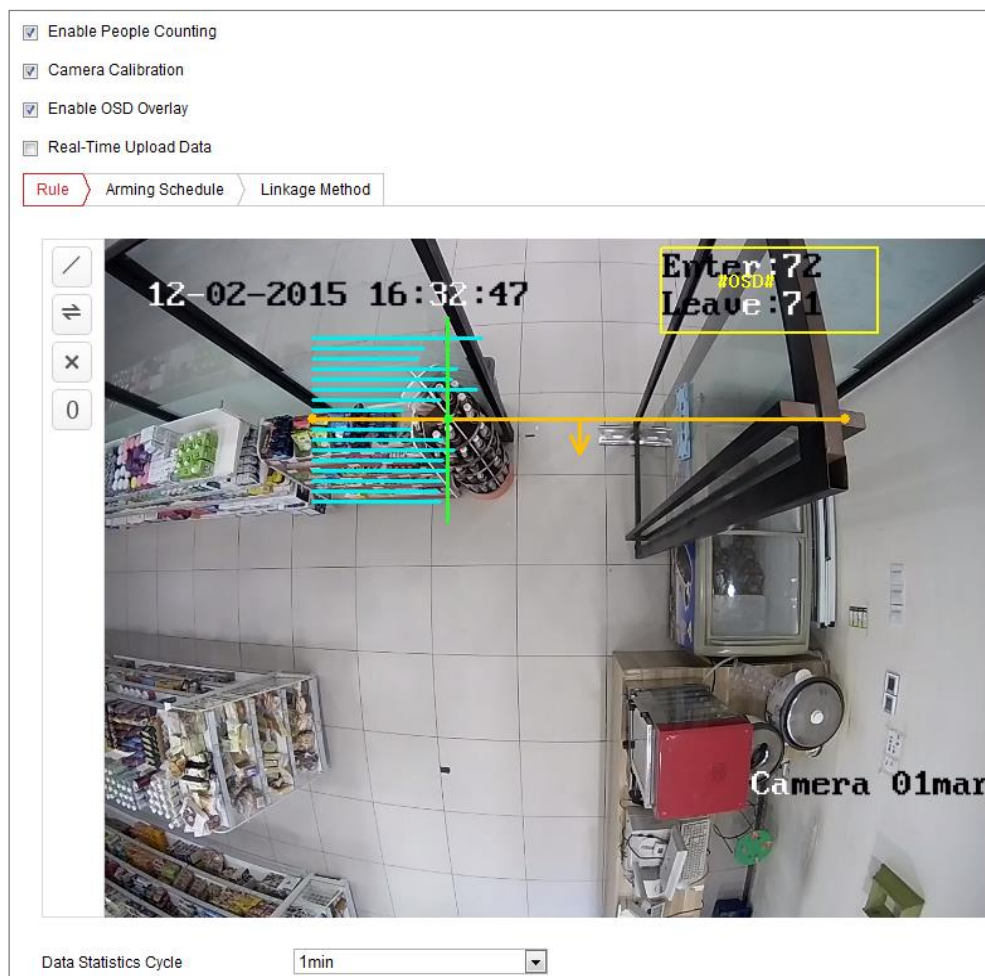 Enable People Counting
Camera Calibration
Enable OSD Overlay
Real-Time Upload Data
Rule
Arming Schedule
Linkage Method
12-02-2015 16:32:47
Enter:72
#OSD#
Leave:71
0
Camera 01mar
Data Statistics Cycle
1min